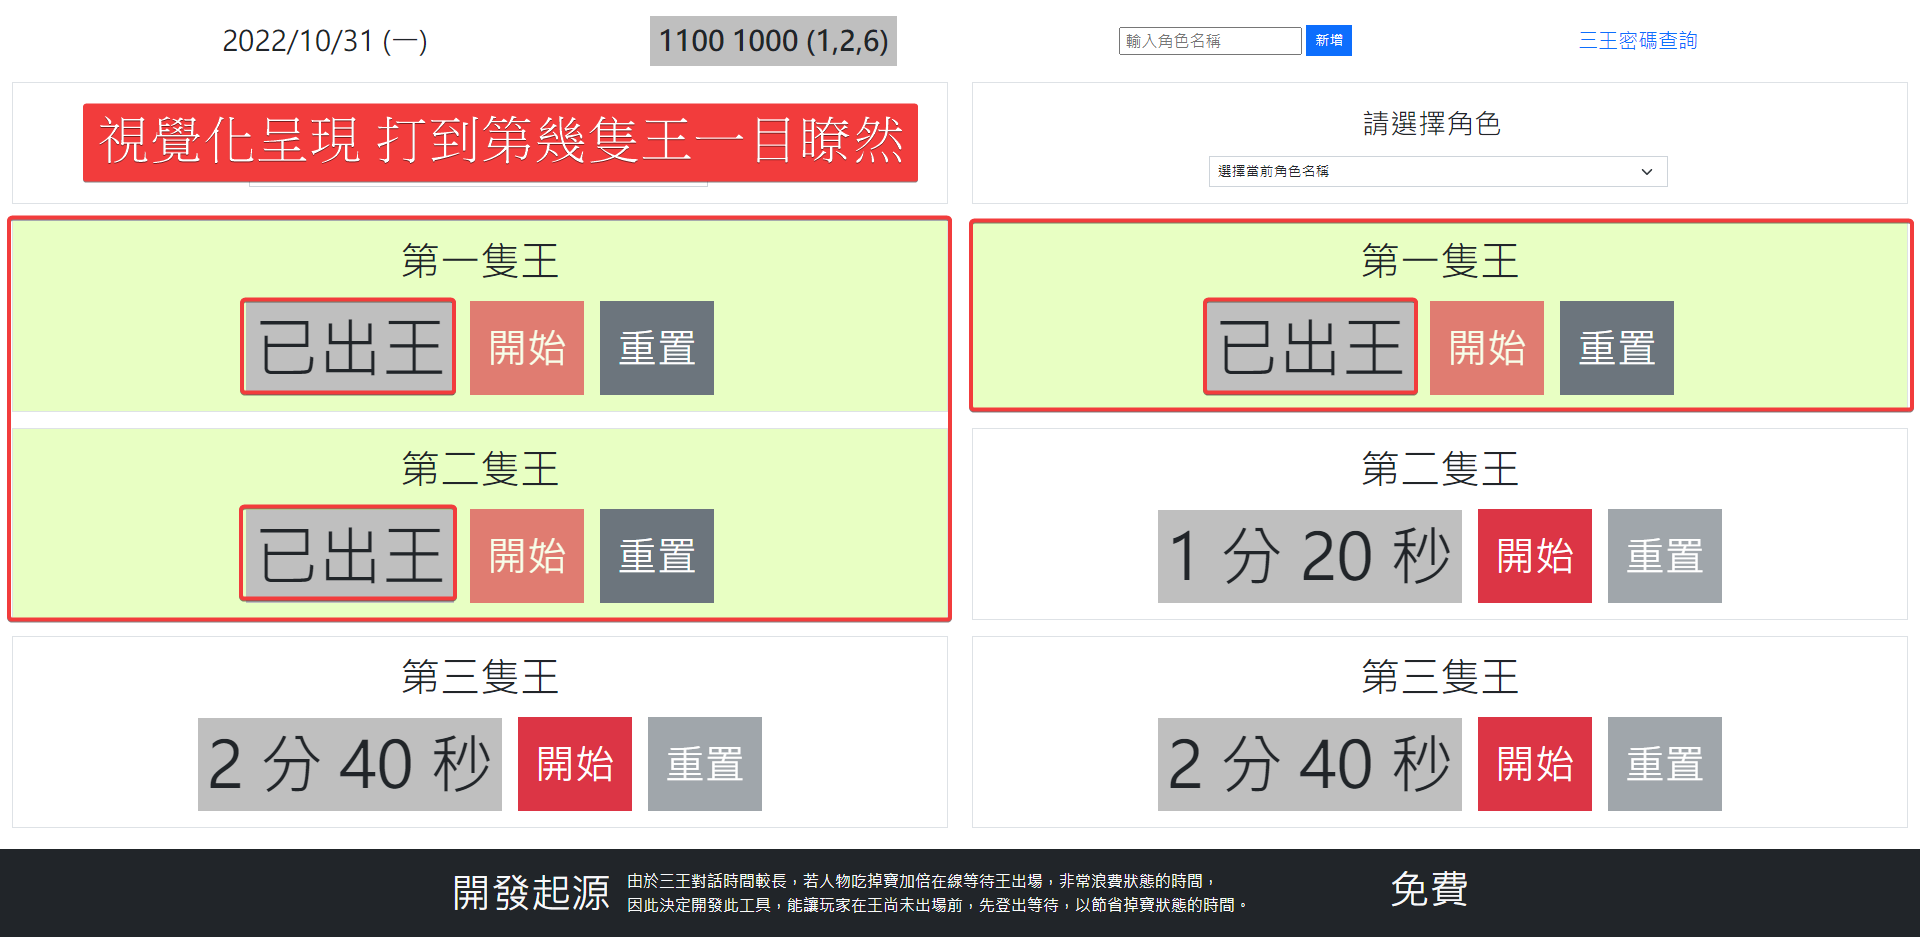 2022/10/31 (一)
1100 1000 (1,2,6)
輸入角色名稱
新增
三王密碼查詢
視覺化呈現 打到第幾隻王一目瞭然
請選擇角色
選擇當前角色名稱
第一隻王
已出王
開始
重置
第一隻王
已出王
開始
重置
第二隻王
已出王
開始
重置
第二隻王
1 分 20 秒
開始
重置
第三隻王
2 分 40 秒
開始
重置
第三隻王
2 分 40 秒
開始
重置
開發起源
由於三王對話時間較長，若人物吃掉寶加倍在線等待王出場，非常浪費狀態的時間，
因此決定開發此工具，能讓玩家在王尚未出場前，先登出等待，以節省掉寶狀態的時間。
免費